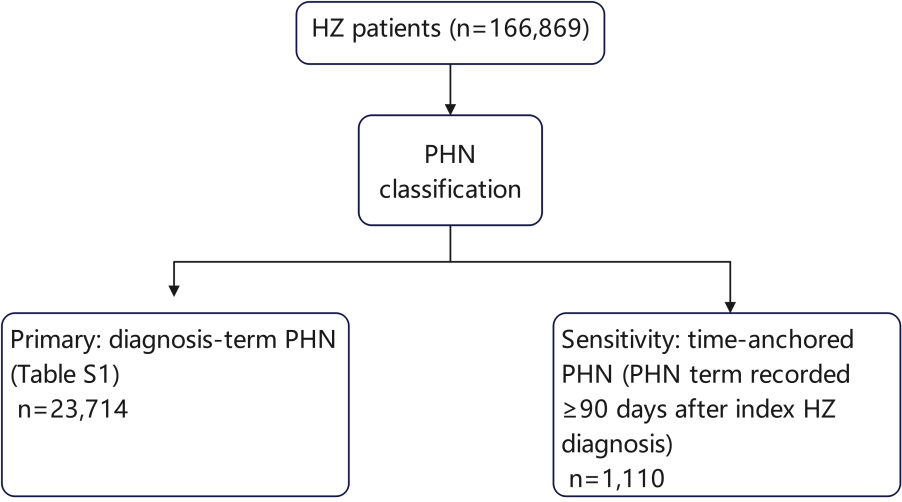 HZ patients (n=166,869)
PHN
classification
Primary: diagnosis-term PHN
(Table S1)
n=23,714
Sensitivity: time-anchored
PHN (PHN term recorded
≥90 days after index HZ
diagnosis)
n=1,110